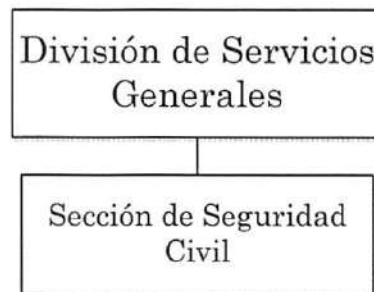 División de Servicios
Generales
Sección de Seguridad
Civil